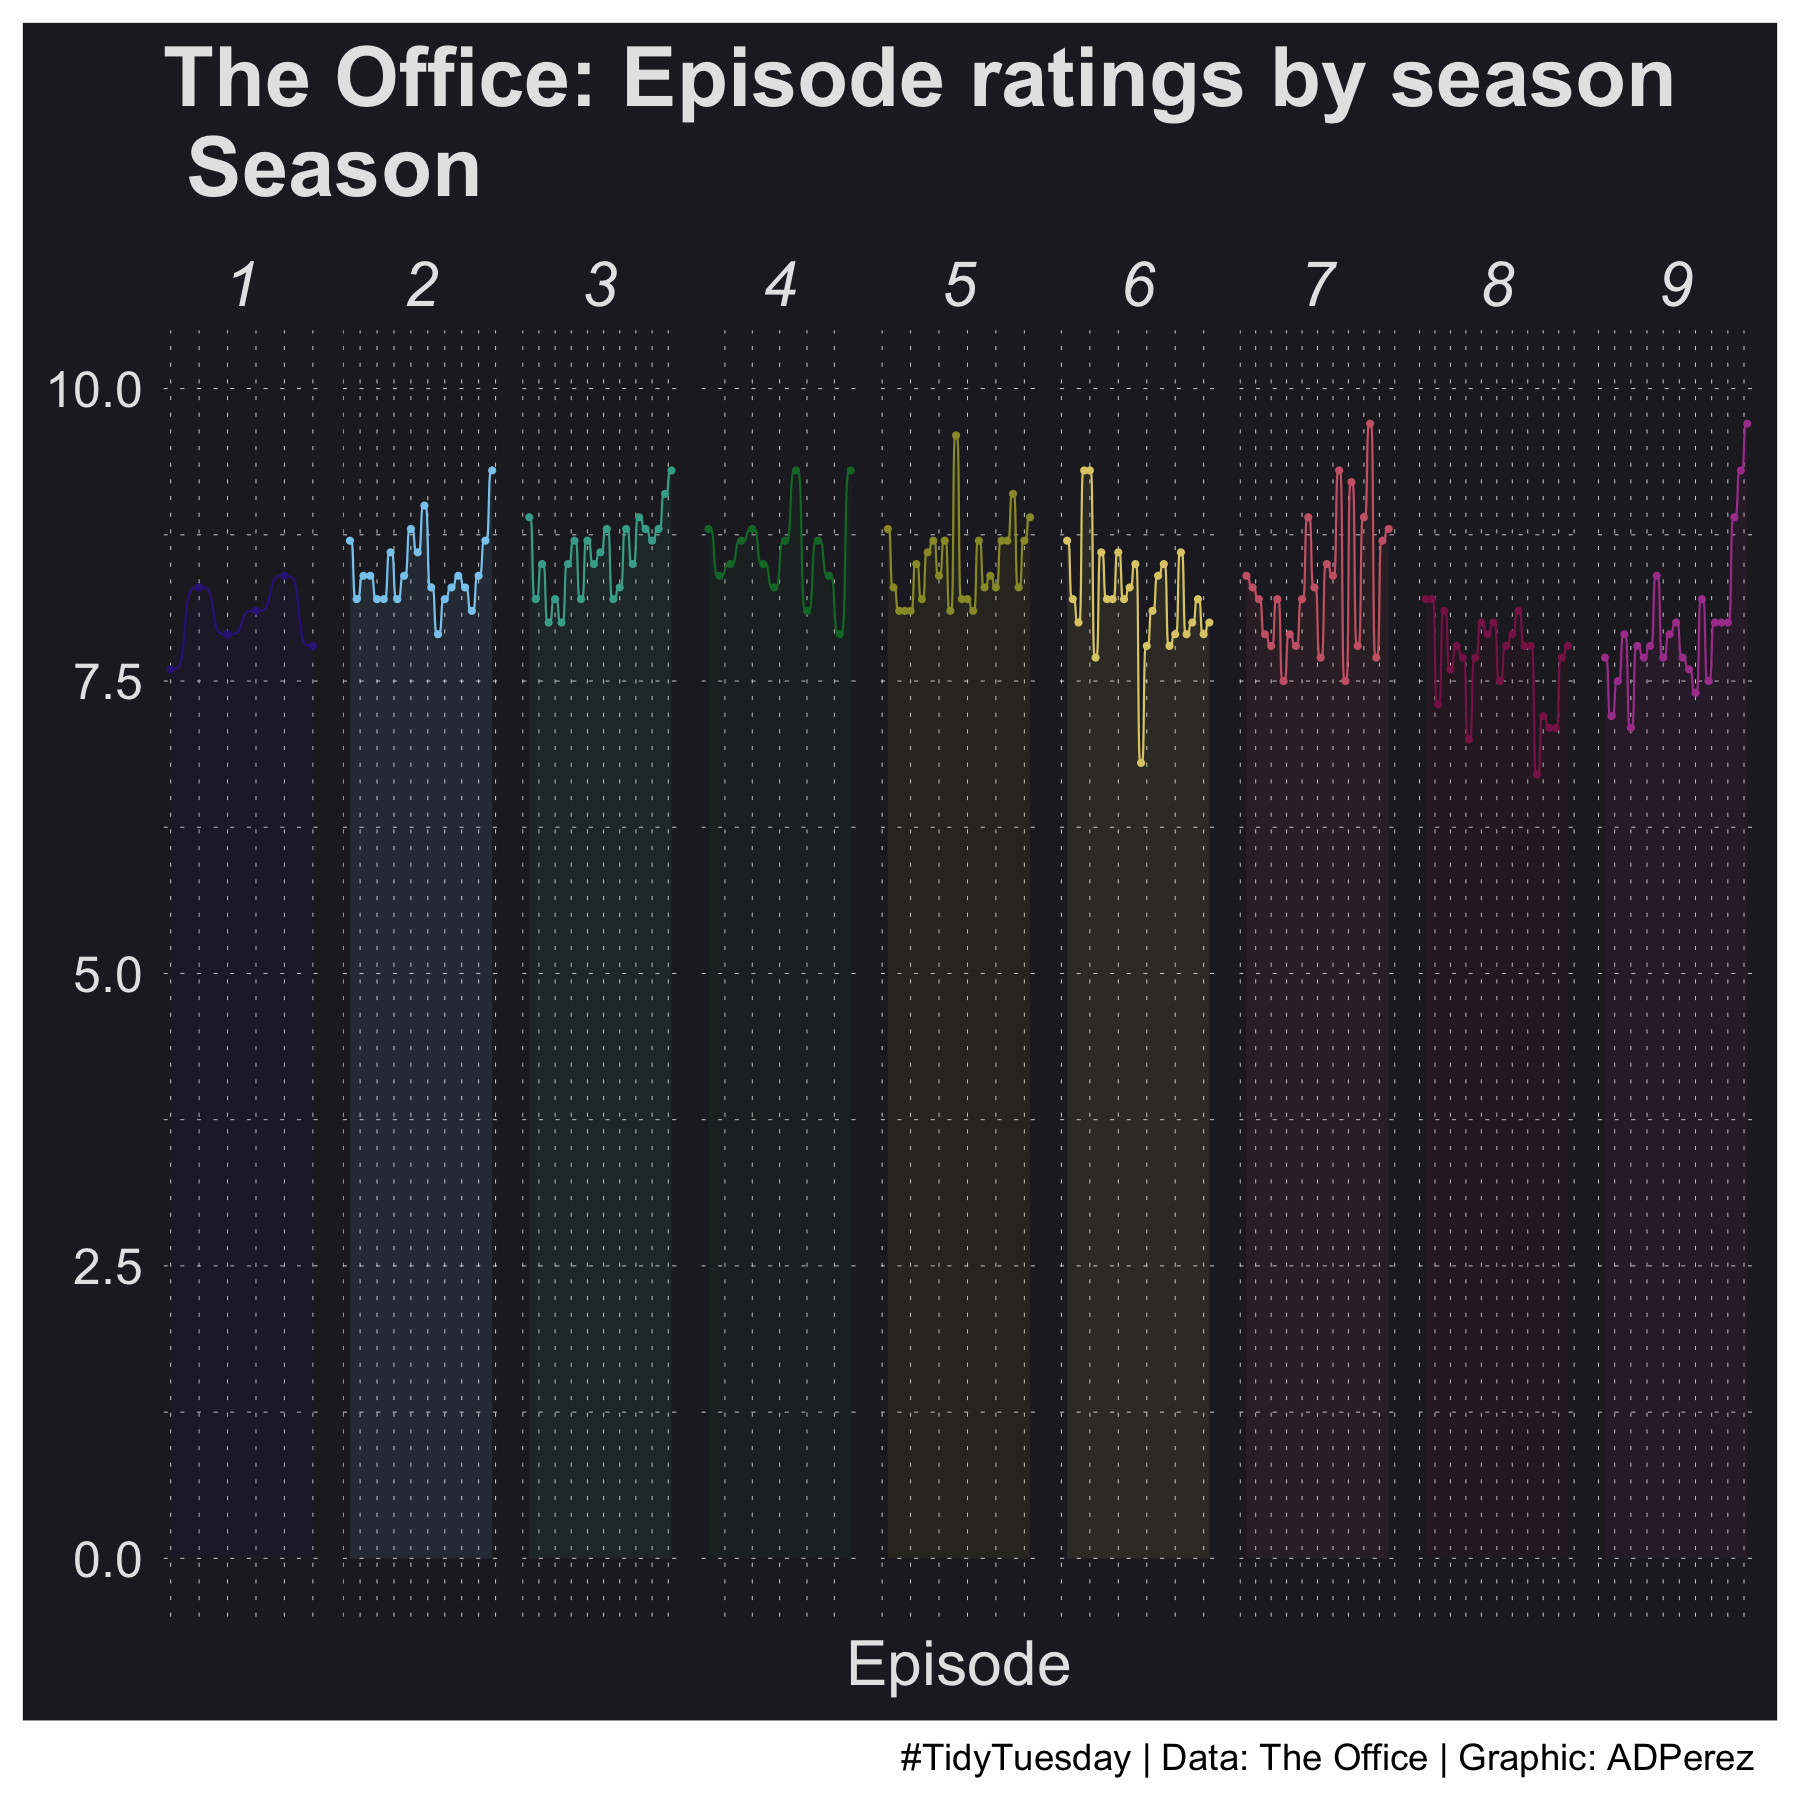 The Office: Episode ratings by season
Season
1 2 3 4 5 6 7 8 9
10.0
7.5
5.0
2.5
0.0
Episode
#TidyTuesday | Data: The Office | Graphic: ADPerez